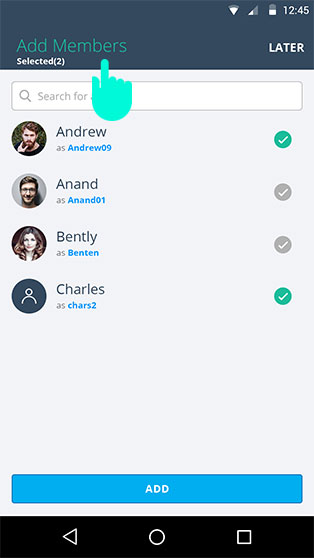 12:45
Add Members
LATER
Selected(2)
Search for
Andrew
as Andrew09
Anand
as Anand01
Bently
as Benten
Charles
as chars2
ADD